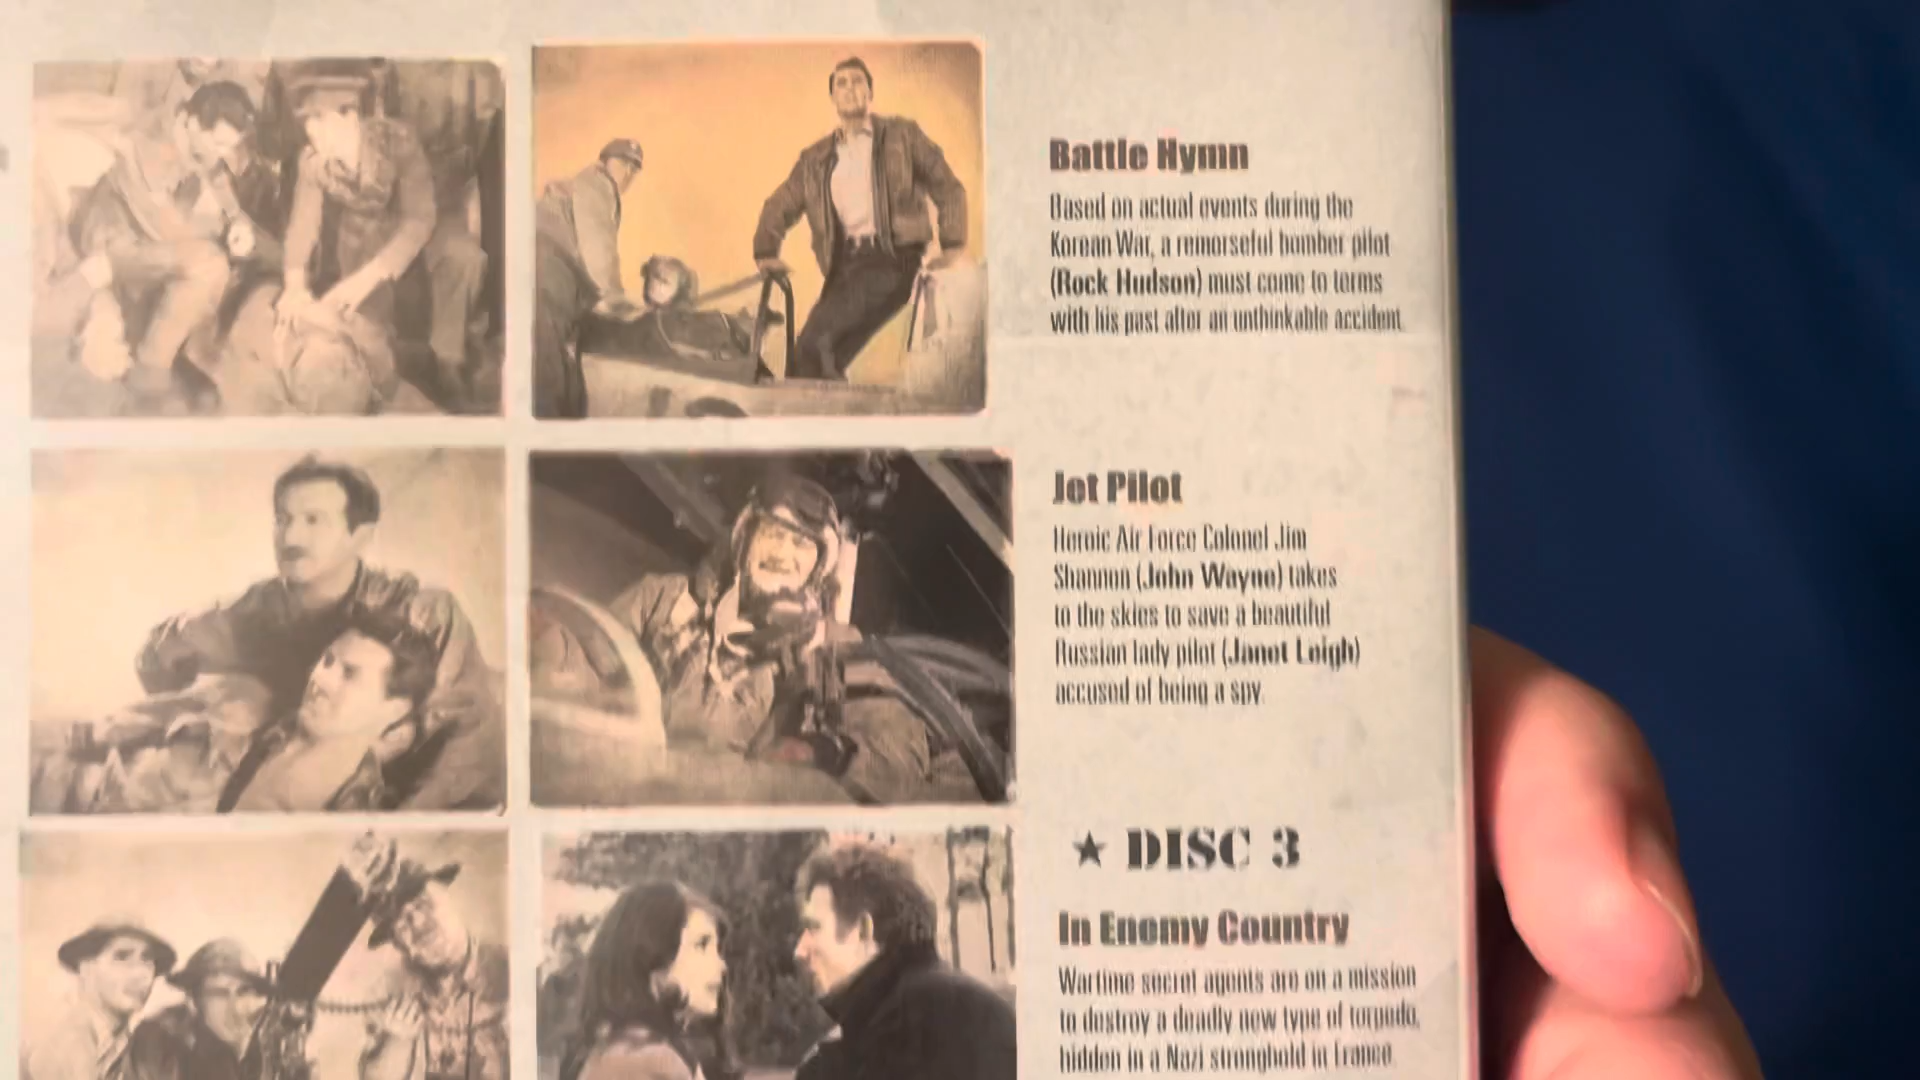 Battle Hymn
Based on actual events during the
Korean War, a remorseful bomber pilot
(Rock Hudson) must come to terms
with his past after an unthinkable accident.
Jet Pilot
Heroic Air Force Colonel Jim
Shannon (John Wayne) takes
to the skies to save a beautiful
Russian lady pilot (Janet Leigh)
accused of being a spy.
★ DISC 3
In Enemy Country
Wartime secret agents are on a mission
to destroy a deadly new type of torpedo,
hidden in a Nazi stronghold in France.